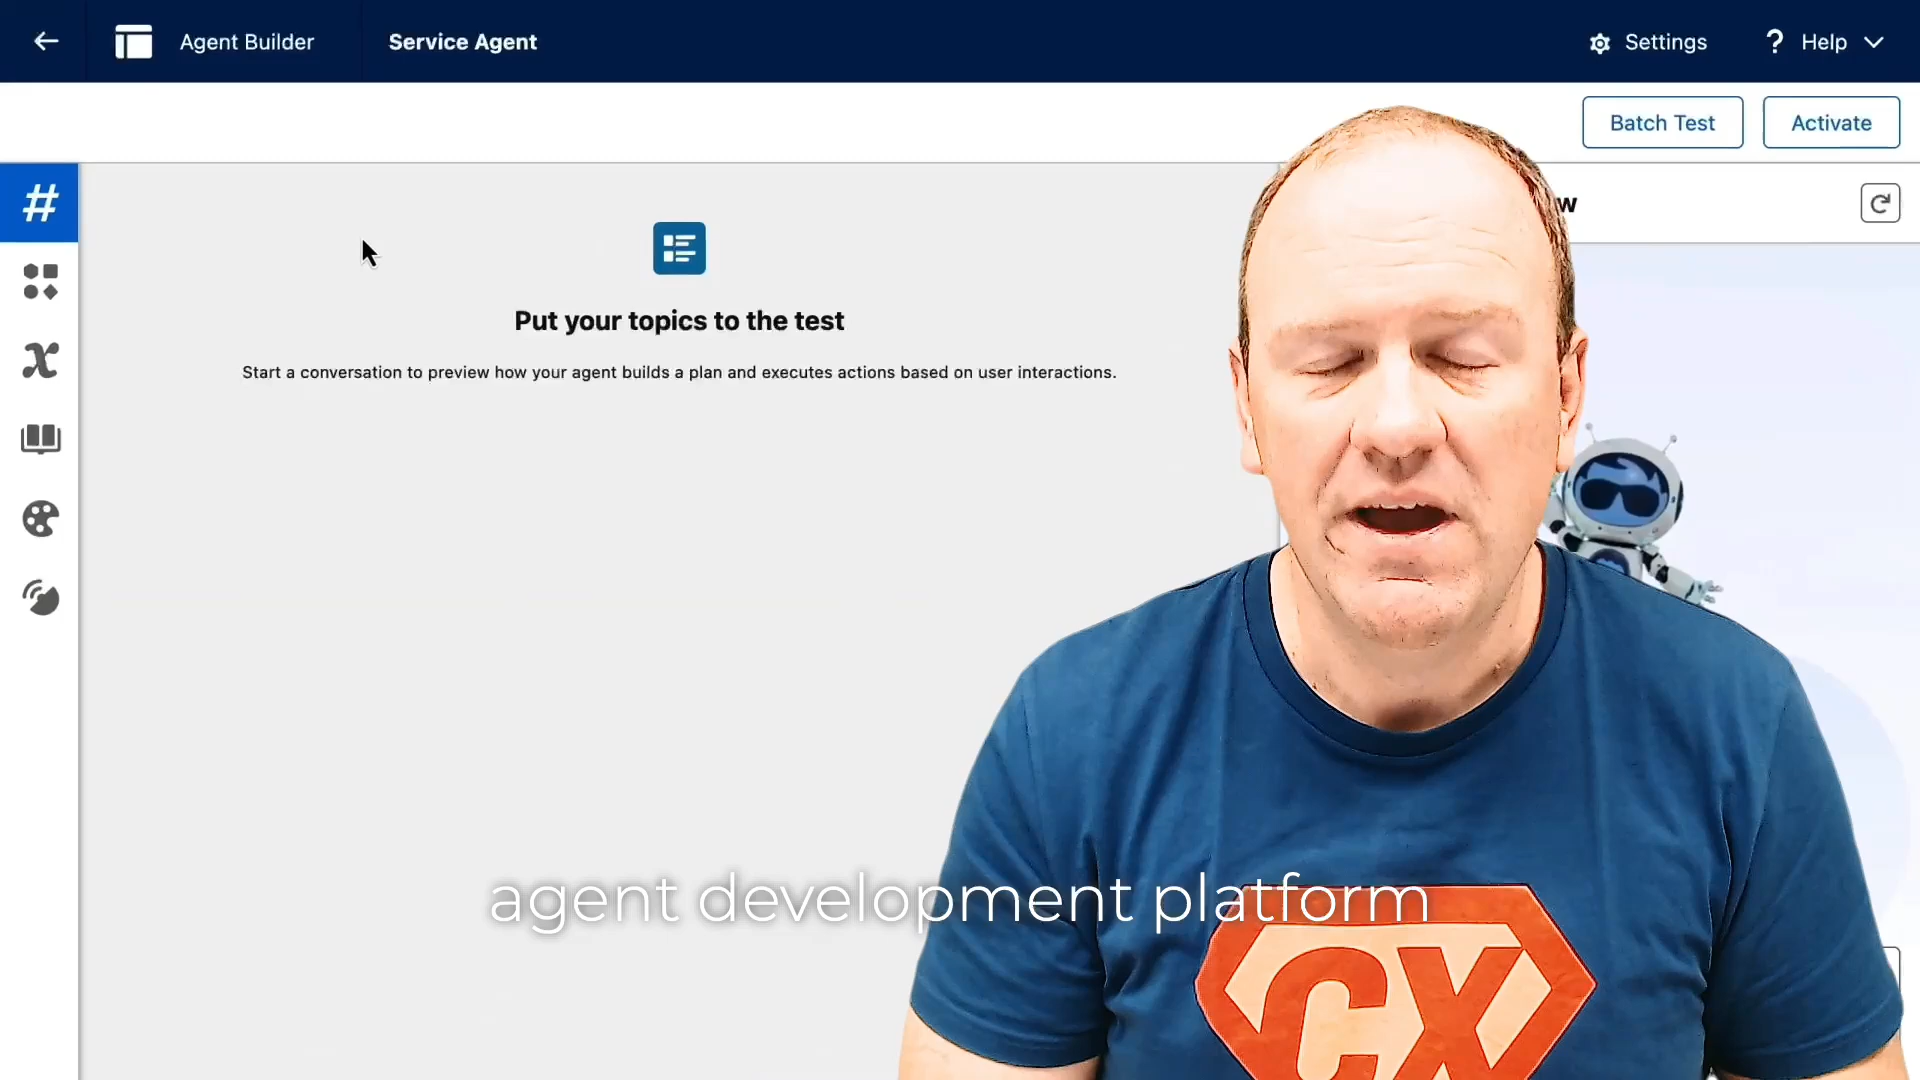 Agent Builder
Service Agent
Settings
? Help
Batch Test
Activate
#
w
Put your topics to the test
Start a conversation to preview how your agent builds a plan and executes actions based on user interactions.
agent development platform
CX